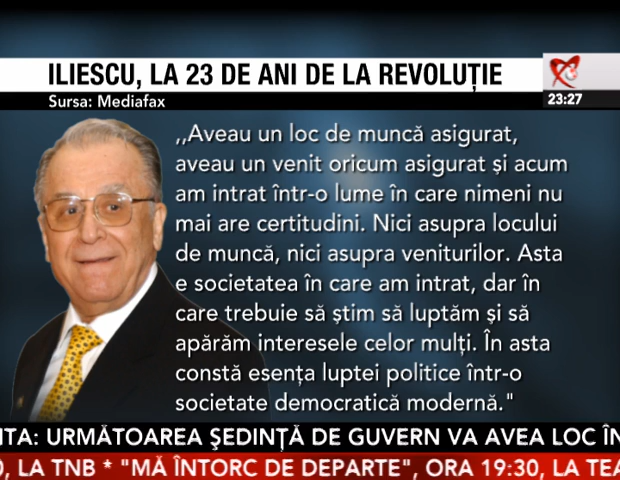 ILIESCU, LA 23 DE ANI DE LA REVOLUȚIE
Sursa: Mediafax
23:27
,,Aveau un loc de muncă asigurat,
aveau un venit oricum asigurat și acum
am intrat într-o lume în care nimeni nu
mai are certitudini. Nici asupra locului
de muncă, nici asupra veniturilor. Asta
e societatea în care am intrat, dar în
care trebuie să știm să luptăm și să
apărăm interesele celor mulți. În asta
constă esența luptei politice într-o
societate democratică modernă."
URMĂTOAREA ŞEDINŢĂ DE GUVERN VA AVEA LOC ÎN
, LA TNB * "MĂ ÎNTORC DE DEPARTE", ORA 19:30, LA